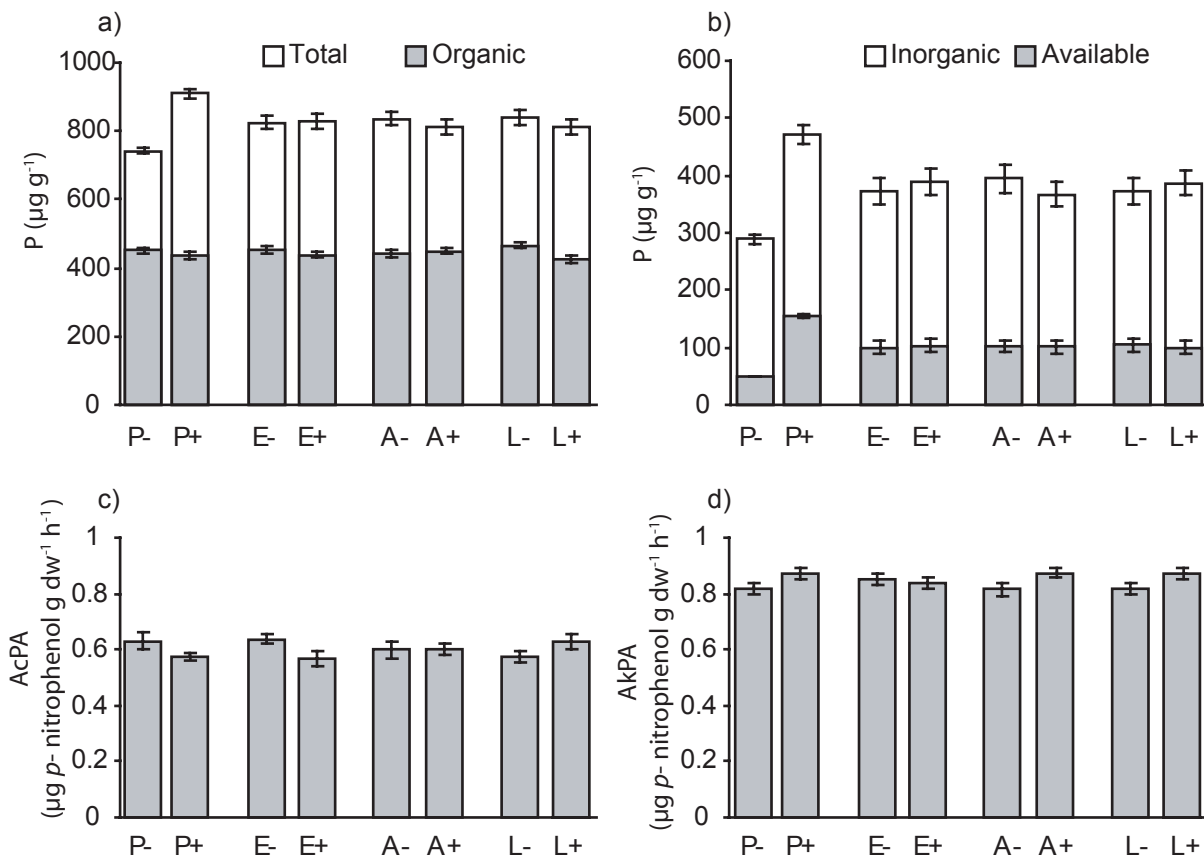 a)
Total Organic
P (µg g⁻¹)
1000
800
600
400
200
0
P- P+ E- E+ A- A+ L- L+
b)
Inorganic Available
P (µg g⁻¹)
600
500
400
300
200
100
0
P- P+ E- E+ A- A+ L- L+
c)
AcPA
(µg p- nitrophenol g dw⁻¹ h⁻¹)
1
0.8
0.6
0.4
0.2
0
P- P+ E- E+ A- A+ L- L+
d)
AkPA
(µg p- nitrophenol g dw⁻¹ h⁻¹)
1
0.8
0.6
0.4
0.2
0
P- P+ E- E+ A- A+ L- L+